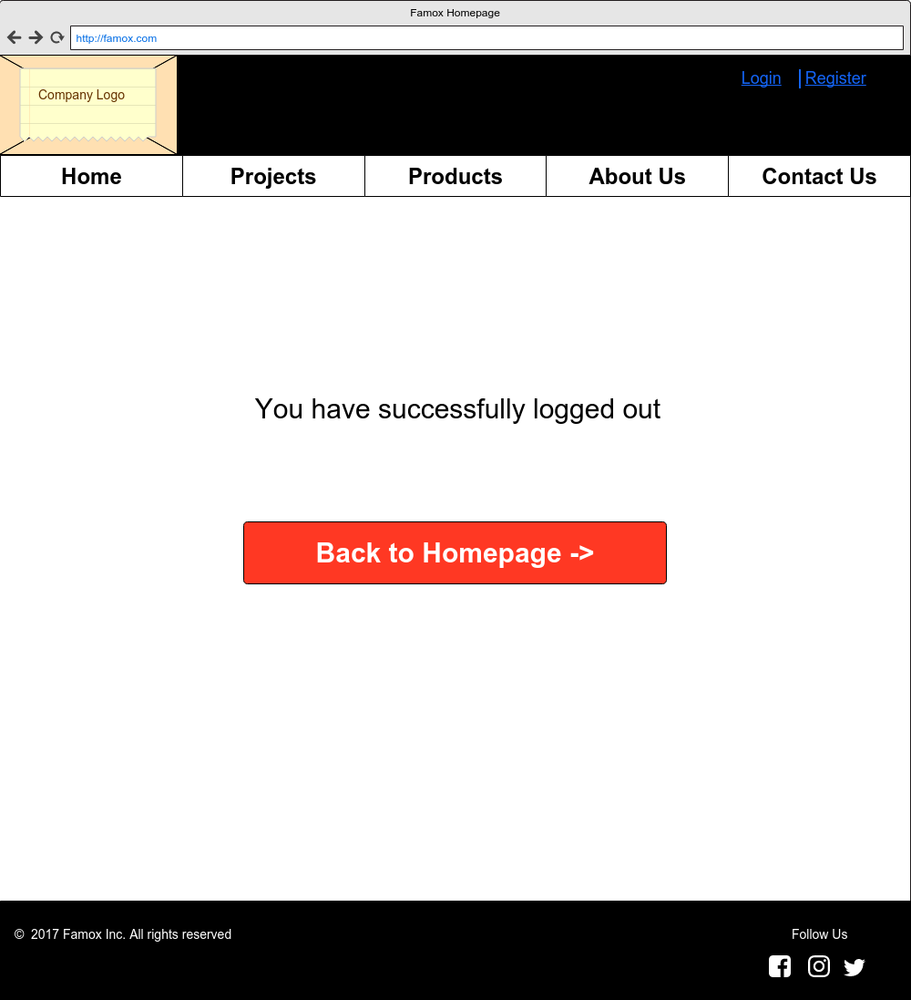 Famox Homepage
http://famox.com
Company Logo
Login | Register
Home Projects Products About Us Contact Us
You have successfully logged out
Back to Homepage ->
© 2017 Famox Inc. All rights reserved
Follow Us